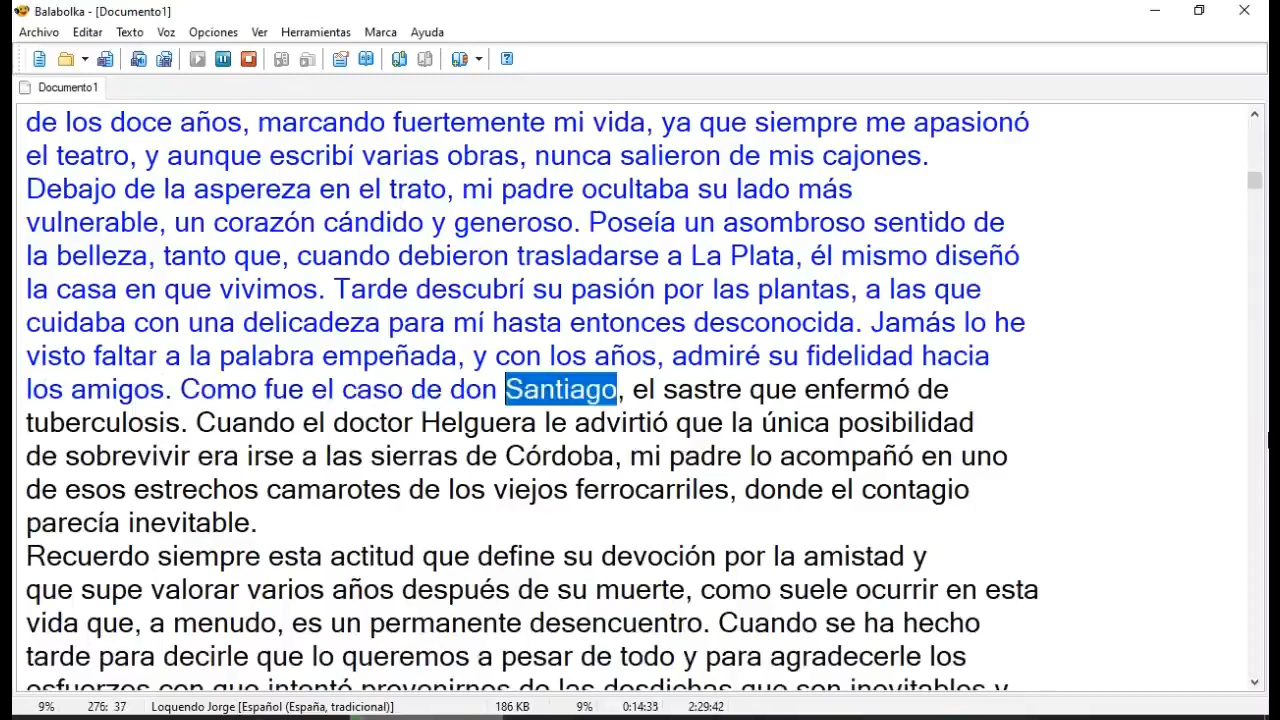 Balabolka - [Documento1]
Archivo Editar Texto Voz Opciones Ver Herramientas Marca Ayuda
Documento1
de los doce años, marcando fuertemente mi vida, ya que siempre me apasionó
el teatro, y aunque escribí varias obras, nunca salieron de mis cajones.
Debajo de la aspereza en el trato, mi padre ocultaba su lado más
vulnerable, un corazón cándido y generoso. Poseía un asombroso sentido de
la belleza, tanto que, cuando debieron trasladarse a La Plata, él mismo diseñó
la casa en que vivimos. Tarde descubrí su pasión por las plantas, a las que
cuidaba con una delicadeza para mí hasta entonces desconocida. Jamás lo he
visto faltar a la palabra empeñada, y con los años, admiré su fidelidad hacia
los amigos. Como fue el caso de don Santiago, el sastre que enfermó de
tuberculosis. Cuando el doctor Helguera le advirtió que la única posibilidad
de sobrevivir era irse a las sierras de Córdoba, mi padre lo acompañó en uno
de esos estrechos camarotes de los viejos ferrocarriles, donde el contagio
parecía inevitable.
Recuerdo siempre esta actitud que define su devoción por la amistad y
que supe valorar varios años después de su muerte, como suele ocurrir en esta
vida que, a menudo, es un permanente desencuentro. Cuando se ha hecho
tarde para decirle que lo queremos a pesar de todo y para agradecerle los
esfuerzos con que intentó prevenirnos de las desdichas que son inevitables y
9% 276: 37 Loquendo Jorge [Español (España, tradicional)] 186 KB 9% 0:14:33 2:29:42